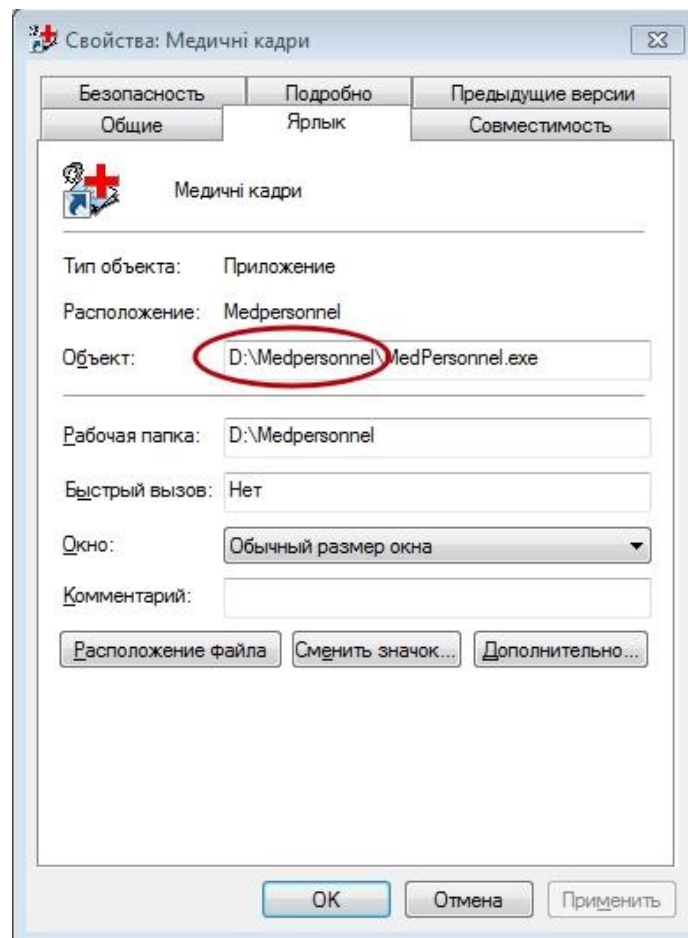 Свойства: Медичні кадри
Безопасность Подробно Предыдущие версии
Общие Ярлык Совместимость
Медичні кадри
Тип объекта: Приложение
Расположение: Medpersonnel
Объект: D:\Medpersonnel\MedPersonnel.exe
Рабочая папка: D:\Medpersonnel
Быстрый вызов: Нет
Окно: Обычный размер окна
Комментарий:
Расположение файла Сменить значок... Дополнительно...
OK Отмена Применить